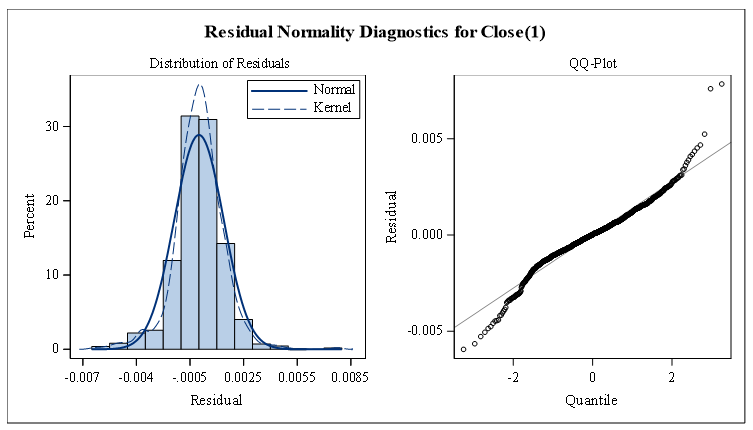 Residual Normality Diagnostics for Close(1)
Distribution of Residuals
Normal
Kernel
30
20
10
0
Percent
-0.007 -0.004 -.0005 0.0025 0.0055 0.0085
Residual
QQ-Plot
0.005
0.000
-0.005
Residual
-2 0 2
Quantile